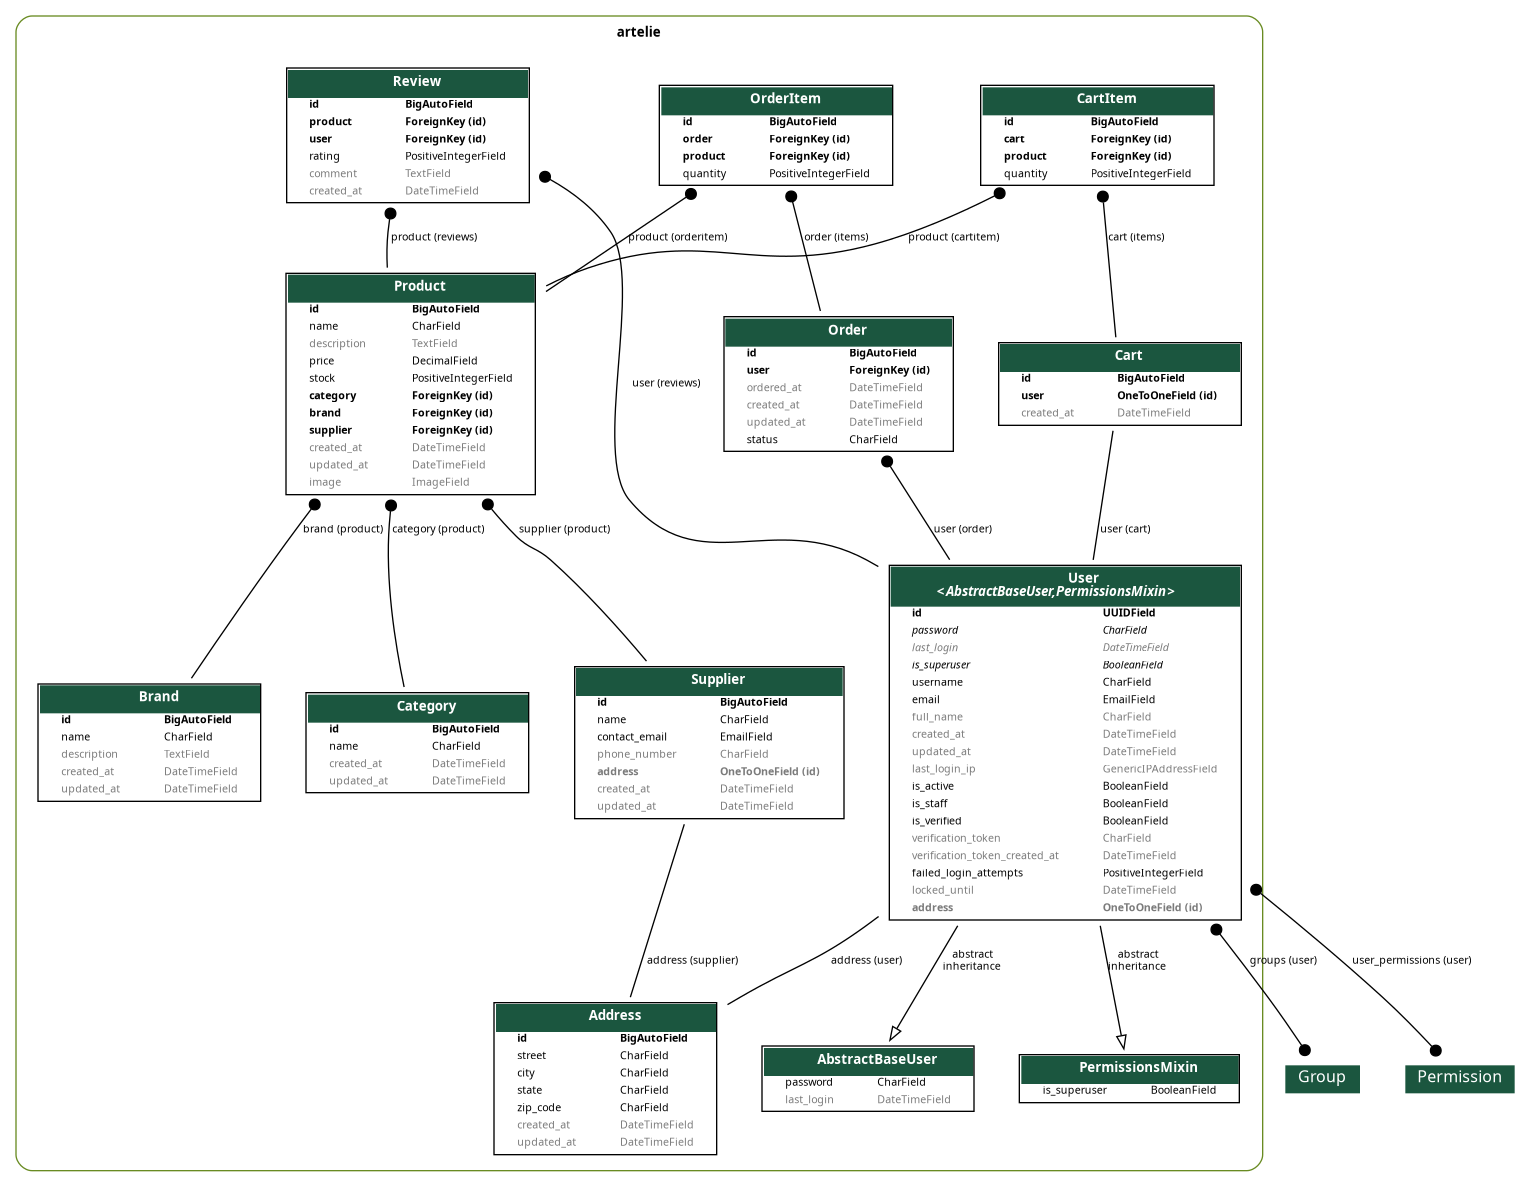 artelie
Review
id BigAutoField
product ForeignKey (id)
user ForeignKey (id)
rating PositiveIntegerField
comment TextField
created_at DateTimeField
OrderItem
id BigAutoField
order ForeignKey (id)
product ForeignKey (id)
quantity PositiveIntegerField
CartItem
id BigAutoField
cart ForeignKey (id)
product ForeignKey (id)
quantity PositiveIntegerField
product (reviews)
product (orderitem)
order (items)
product (cartitem)
cart (items)
Product
id BigAutoField
name CharField
description TextField
price DecimalField
stock PositiveIntegerField
category ForeignKey (id)
brand ForeignKey (id)
supplier ForeignKey (id)
created_at DateTimeField
updated_at DateTimeField
image ImageField
user (reviews)
Order
id BigAutoField
user ForeignKey (id)
ordered_at DateTimeField
created_at DateTimeField
updated_at DateTimeField
status CharField
Cart
id BigAutoField
user OneToOneField (id)
created_at DateTimeField
brand (product)
category (product)
supplier (product)
user (order)
user (cart)
Brand
id BigAutoField
name CharField
description TextField
created_at DateTimeField
updated_at DateTimeField
Category
id BigAutoField
name CharField
created_at DateTimeField
updated_at DateTimeField
Supplier
id BigAutoField
name CharField
contact_email EmailField
phone_number CharField
address OneToOneField (id)
created_at DateTimeField
updated_at DateTimeField
User
<AbstractBaseUser,PermissionsMixin>
id UUIDField
password CharField
last_login DateTimeField
is_superuser BooleanField
username CharField
email EmailField
full_name CharField
created_at DateTimeField
updated_at DateTimeField
last_login_ip GenericIPAddressField
is_active BooleanField
is_staff BooleanField
is_verified BooleanField
verification_token CharField
verification_token_created_at DateTimeField
failed_login_attempts PositiveIntegerField
locked_until DateTimeField
address OneToOneField (id)
address (supplier)
address (user)
abstract
inheritance
abstract
inheritance
groups (user)
user_permissions (user)
Address
id BigAutoField
street CharField
city CharField
state CharField
zip_code CharField
created_at DateTimeField
updated_at DateTimeField
AbstractBaseUser
password CharField
last_login DateTimeField
PermissionsMixin
is_superuser BooleanField
Group
Permission